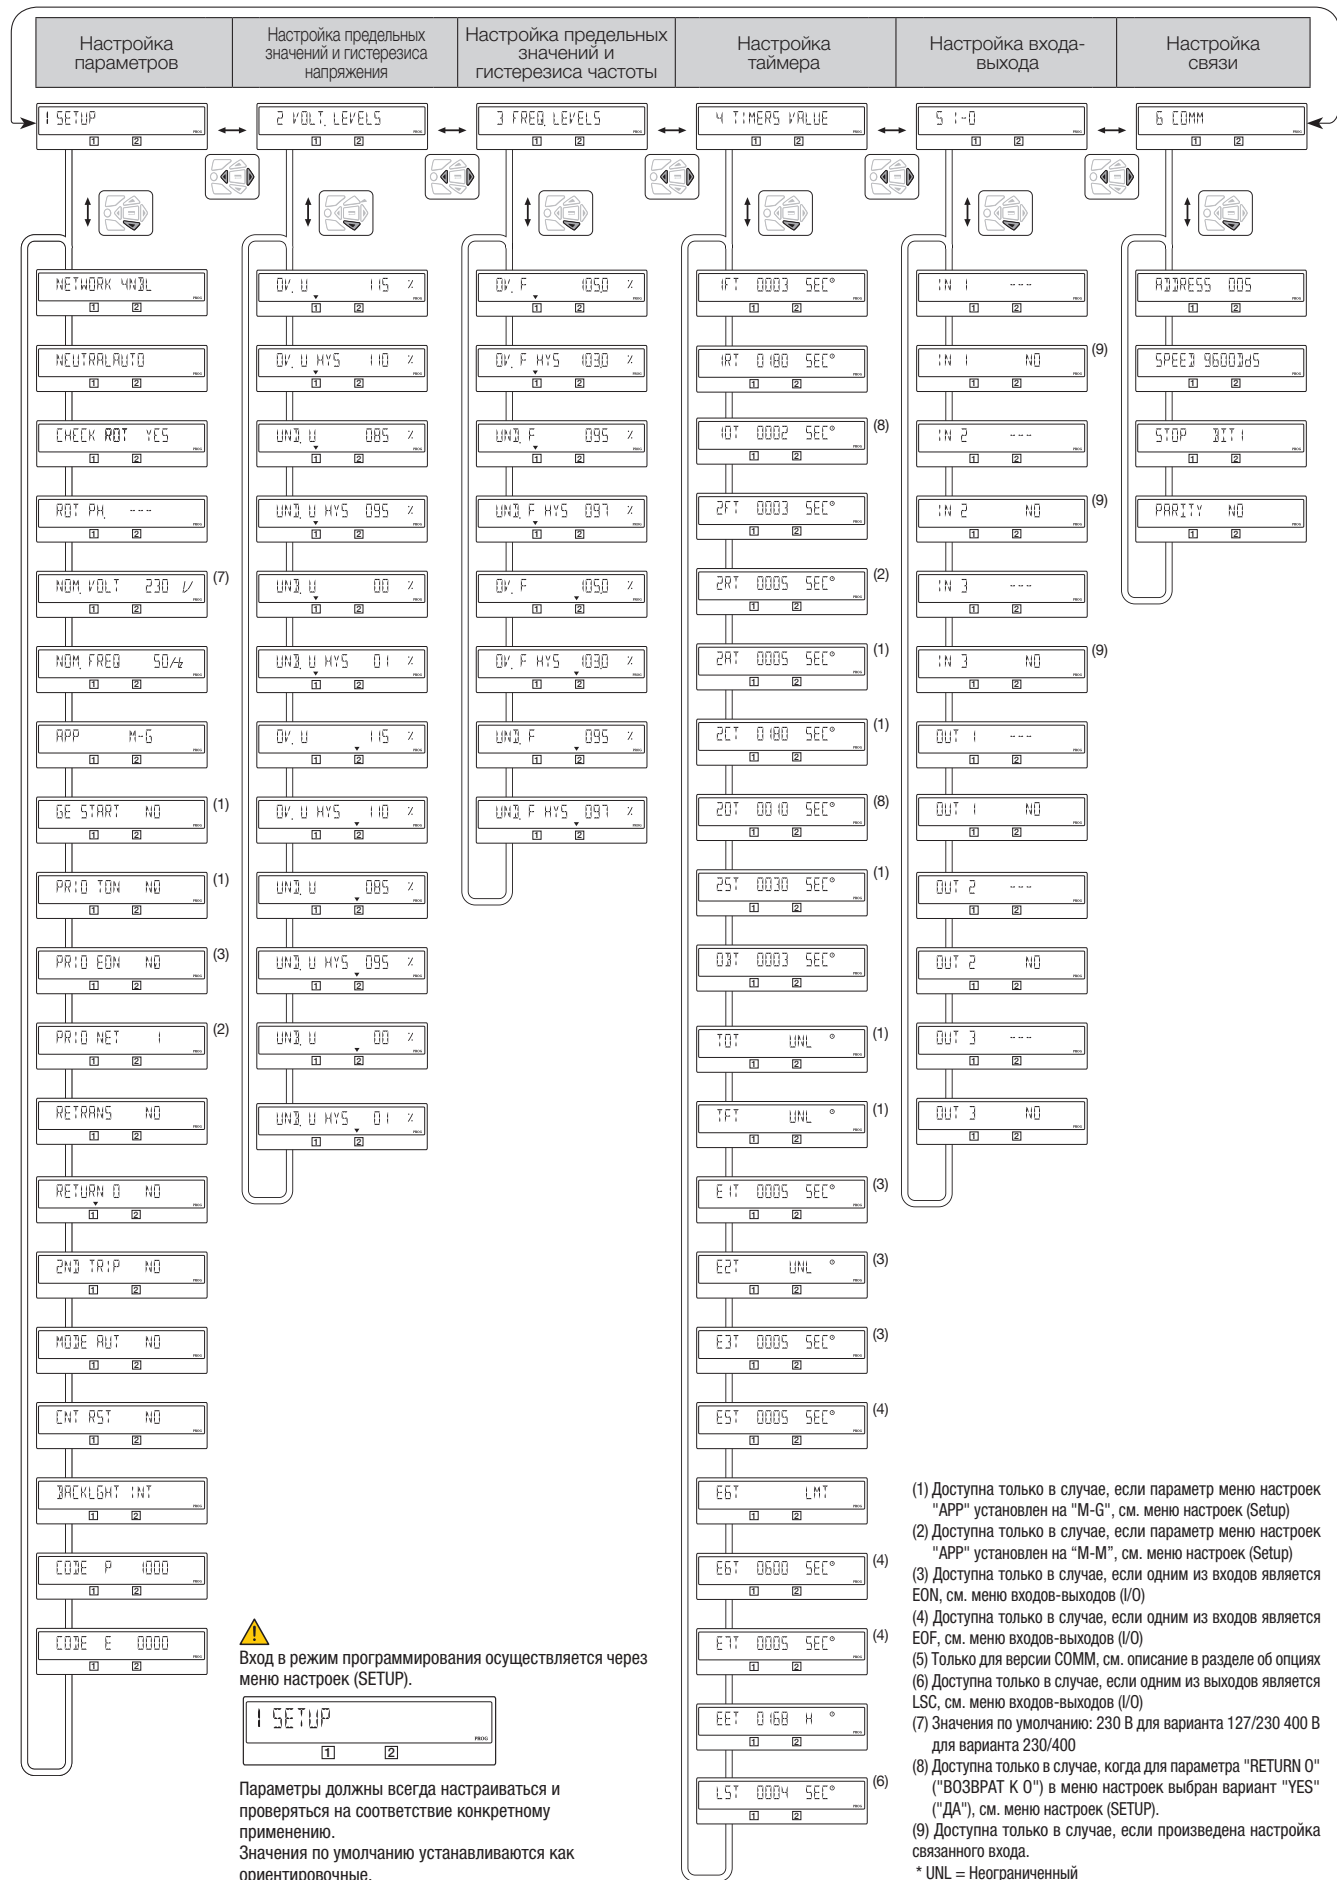 Настройка
параметров
Настройка предельных
значений и гистерезиса
напряжения
Настройка предельных
значений и
гистерезиса частоты
Настройка
таймера
Настройка входа-
выхода
Настройка
связи
1 SETUP
2 VOLT. LEVELS
3 FREQ. LEVELS
4 TIMERS VALUE
5 I-O
6 COMM
NETWORK 4NBL
NEUTRALAUTO
CHECK ROT YES
ROT PH. ---
NOM. VOLT 230 V (7)
NOM. FREQ 50Hz
APP M-G
GE START NO (1)
PRIO TON NO (1)
PRIO EON NO (3)
PRIO NET 1 (2)
RETRANS NO
RETURN 0 NO
2ND TRIP NO
MODE AUT NO
CNT RST NO
BACKLGHT INT
CODE P 1000
CODE E 0000
OV. U 115 %
OV. U HYS 110 %
UND. U 085 %
UND. U HYS 095 %
UND. U 00 %
UND. U HYS 01 %
OV. U 115 %
OV. U HYS 110 %
UND. U 085 %
UND. U HYS 095 %
UND. U 00 %
UND. U HYS 01 %
OV. F 105.0 %
OV. F HYS 103.0 %
UND. F 095 %
UND. F HYS 097 %
OV. F 105.0 %
OV. F HYS 103.0 %
UND. F 095 %
UND. F HYS 097 %
1FT 0003 SEC
1RT 0180 SEC
1OT 0002 SEC (8)
2FT 0003 SEC
2RT 0005 SEC (2)
2AT 0005 SEC (1)
2CT 0180 SEC (1)
2OT 0010 SEC (8)
2ST 0030 SEC (1)
ODT 0003 SEC
TOT UNL (1)
TFT UNL (1)
E1T 0005 SEC (3)
E2T UNL (3)
E3T 0005 SEC (3)
E5T 0005 SEC (4)
E6T LMT
E6T 0600 SEC (4)
E7T 0005 SEC (4)
EET 0168 H
LST 0004 SEC (6)
IN 1 ---
IN 1 NO (9)
IN 2 ---
IN 2 NO (9)
IN 3 ---
IN 3 NO (9)
OUT 1 ---
OUT 1 NO
OUT 2 ---
OUT 2 NO
OUT 3 ---
OUT 3 NO
ADDRESS 005
SPEED 9600BdS
STOP BIT1
PARITY NO
Вход в режим программирования осуществляется через
меню настроек (SETUP).
1 SETUP
PROG
1 2
Параметры должны всегда настраиваться и
проверяться на соответствие конкретному
применению.
Значения по умолчанию устанавливаются как
ориентировочные.
(1) Доступна только в случае, если параметр меню настроек
"APP" установлен на "M-G", см. меню настроек (Setup)
(2) Доступна только в случае, если параметр меню настроек
"APP" установлен на “M-M”, см. меню настроек (Setup)
(3) Доступна только в случае, если одним из входов является
EON, см. меню входов-выходов (I/O)
(4) Доступна только в случае, если одним из входов является
EOF, см. меню входов-выходов (I/O)
(5) Только для версии COMM, см. описание в разделе об опциях
(6) Доступна только в случае, если одним из выходов является
LSC, см. меню входов-выходов (I/O)
(7) Значения по умолчанию: 230 В для варианта 127/230 400 В
для варианта 230/400
(8) Доступна только в случае, когда для параметра "RETURN O"
("ВОЗВРАТ К О") в меню настроек выбран вариант "YES"
("ДА"), см. меню настроек (SETUP).
(9) Доступна только в случае, если произведена настройка
связанного входа.
* UNL = Неограниченный